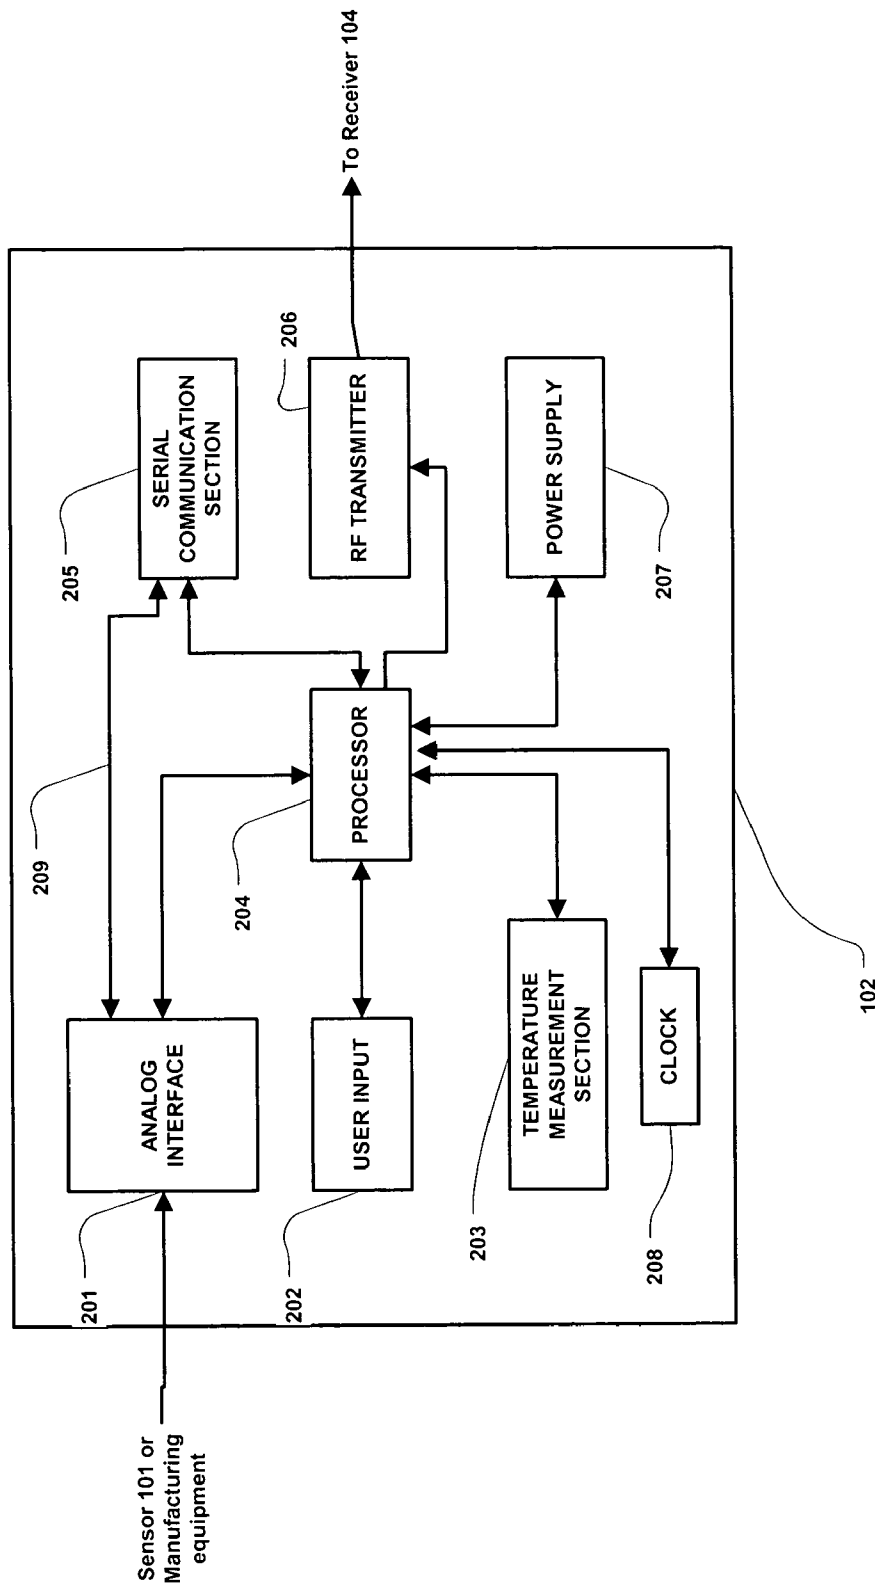 Sensor 101 or
Manufacturing
equipment
201
ANALOG
INTERFACE
209
205
SERIAL
COMMUNICATION
SECTION
202
USER INPUT
204
PROCESSOR
206
RF TRANSMITTER
To Receiver 104
203
TEMPERATURE
MEASUREMENT
SECTION
207
POWER SUPPLY
208
CLOCK
102